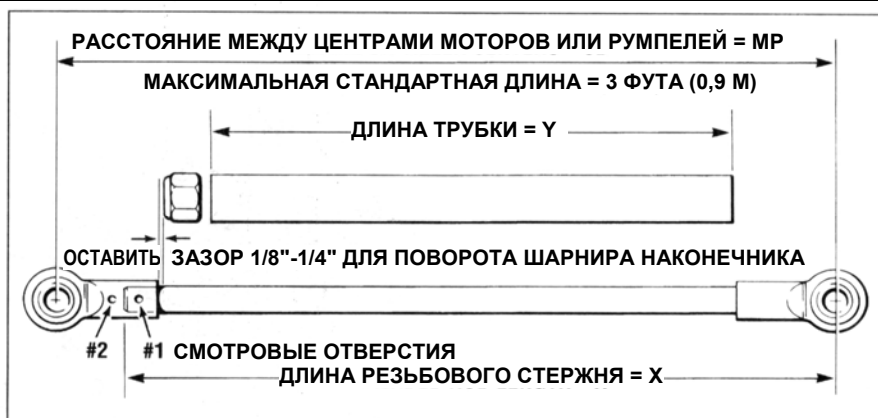 РАССТОЯНИЕ МЕЖДУ ЦЕНТРАМИ МОТОРОВ ИЛИ РУМПЕЛЕЙ = МР
МАКСИМАЛЬНАЯ СТАНДАРТНАЯ ДЛИНА = 3 ФУТА (0,9 М)
ДЛИНА ТРУБКИ = Y
ОСТАВИТЬ ЗАЗОР 1/8"-1/4" ДЛЯ ПОВОРОТА ШАРНИРА НАКОНЕЧНИКА
#2 #1 СМОТРОВЫЕ ОТВЕРСТИЯ
ДЛИНА РЕЗЬБОВОГО СТЕРЖНЯ = X